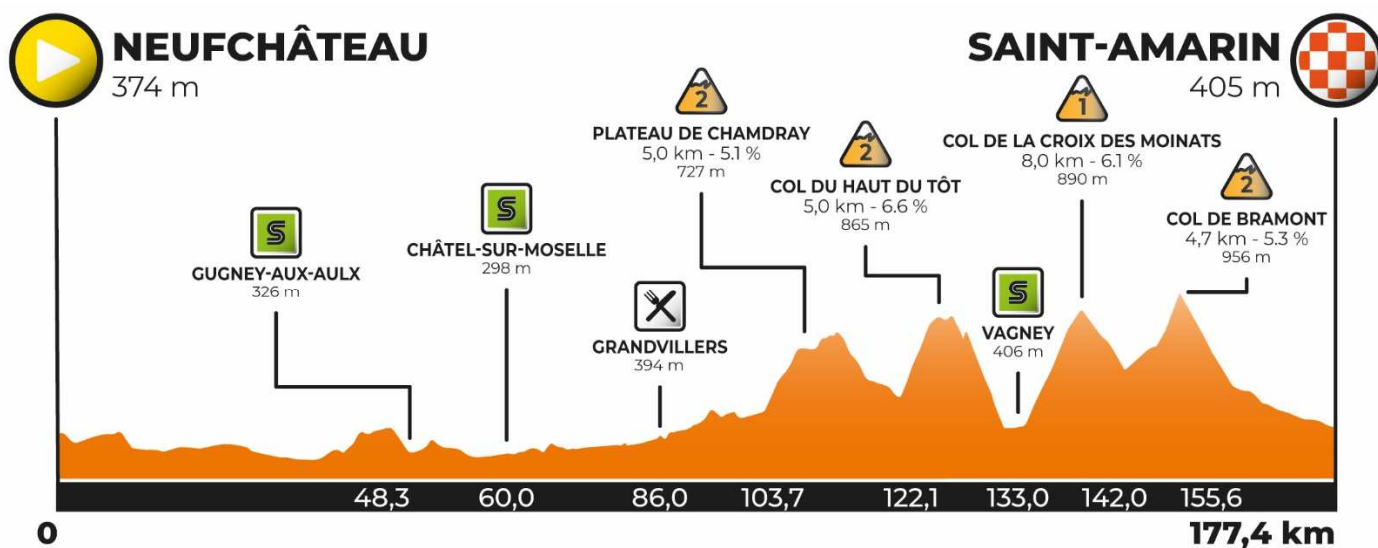 NEUFCHÂTEAU
374 m
SAINT-AMARIN
405 m
2
PLATEAU DE CHAMDRAY
5,0 km - 5.1 %
727 m
2
COL DU HAUT DU TÔT
5,0 km - 6.6 %
865 m
1
COL DE LA CROIX DES MOINATS
8,0 km - 6.1 %
890 m
2
COL DE BRAMONT
4,7 km - 5.3 %
956 m
S
GUGNEY-AUX-AULX
326 m
S
CHÂTEL-SUR-MOSELLE
298 m
GRANDVILLERS
394 m
S
VAGNEY
406 m
48,3 60,0 86,0 103,7 122,1 133,0 142,0 155,6
0 177,4 km